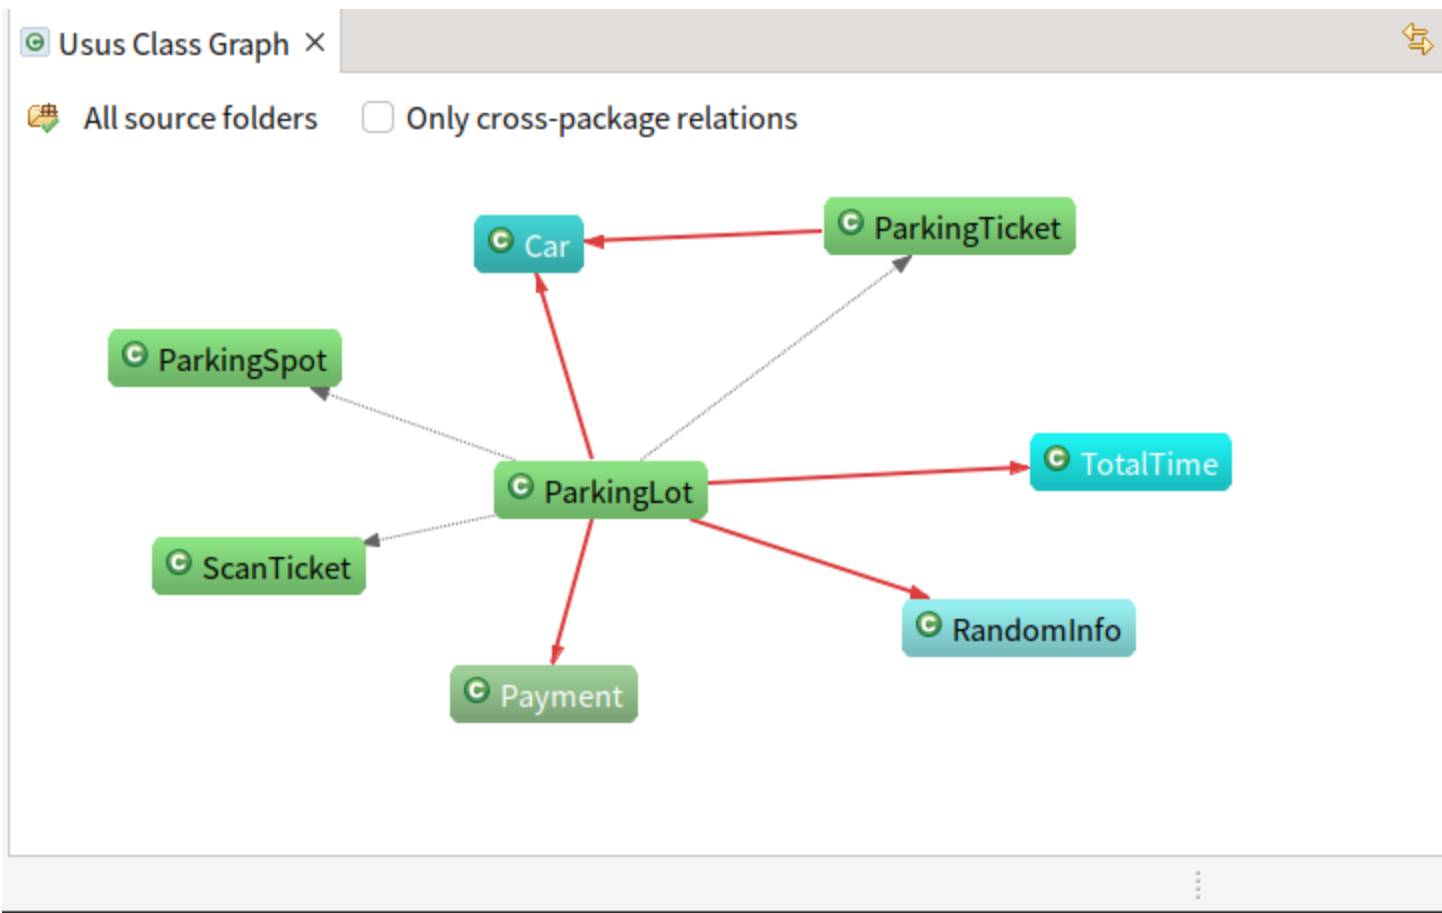 Usus Class Graph
All source folders Only cross-package relations
C ParkingTicket
C Car
C ParkingSpot
C TotalTime
C ParkingLot
C ScanTicket
C RandomInfo
C Payment